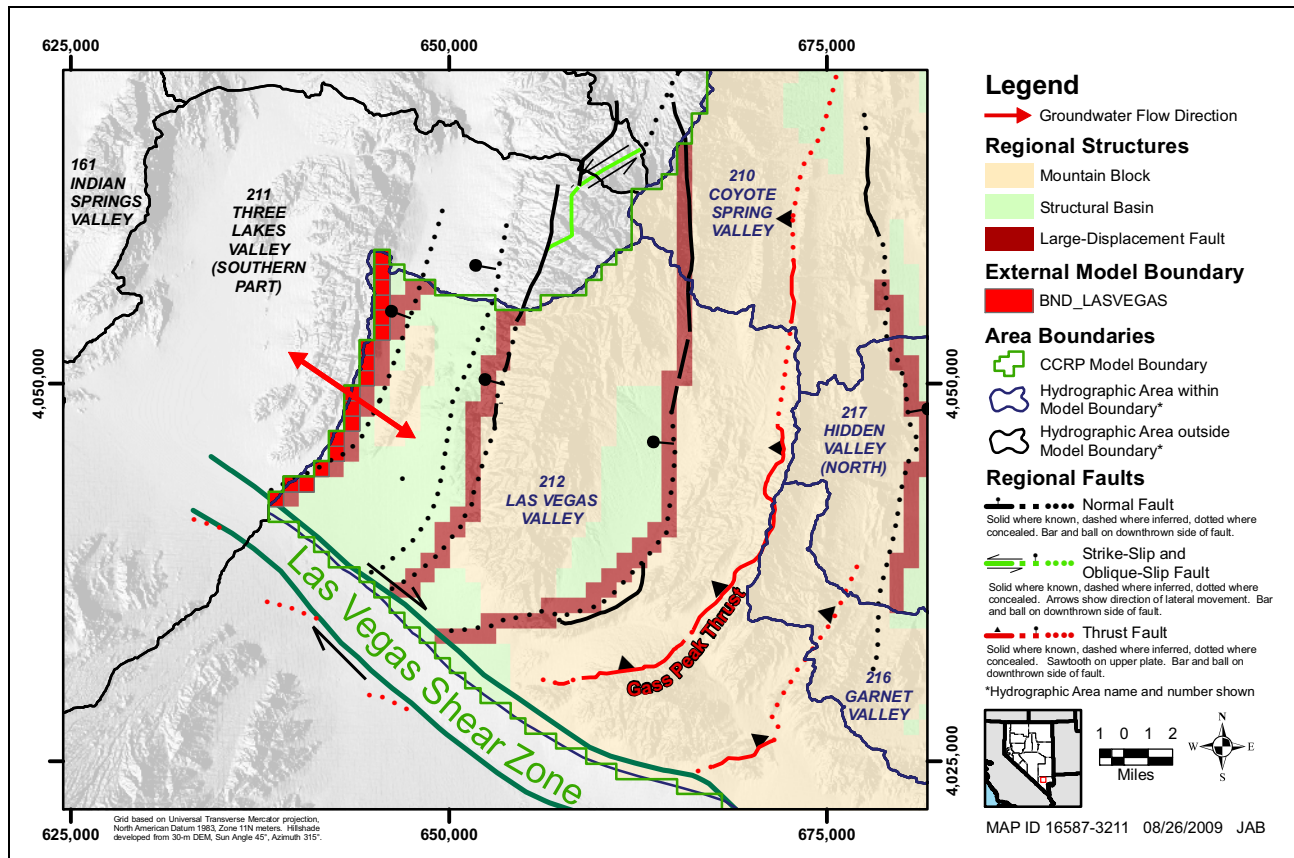 625,000
650,000
675,000
161
INDIAN
SPRINGS
VALLEY
211
THREE
LAKES
VALLEY
(SOUTHERN
PART)
210
COYOTE
SPRING
VALLEY
4,050,000
4,050,000
217
HIDDEN
VALLEY
(NORTH)
212
LAS VEGAS
VALLEY
Gass Peak Thrust
216
GARNET
VALLEY
Las Vegas Shear Zone
4,025,000
4,025,000
625,000
650,000
675,000
Grid based on Universal Transverse Mercator projection,
North American Datum 1983, Zone 11N meters. Hillshade
developed from 30-m DEM, Sun Angle 45°, Azimuth 315°.
Legend
Groundwater Flow Direction
Regional Structures
Mountain Block
Structural Basin
Large-Displacement Fault
External Model Boundary
BND_LASVEGAS
Area Boundaries
CCRP Model Boundary
Hydrographic Area within
Model Boundary*
Hydrographic Area outside
Model Boundary*
Regional Faults
Normal Fault
Solid where known, dashed where inferred, dotted where
concealed. Bar and ball on downthrown side of fault.
Strike-Slip and
Oblique-Slip Fault
Solid where known, dashed where inferred, dotted where
concealed. Arrows show direction of lateral movement. Bar
and ball on downthrown side of fault.
Thrust Fault
Solid where known, dashed where inferred, dotted where
concealed. Sawtooth on upper plate. Bar and ball on
downthrown side of fault.
*Hydrographic Area name and number shown
1 0 1 2
Miles
N
W E
S
MAP ID 16587-3211 08/26/2009 JAB